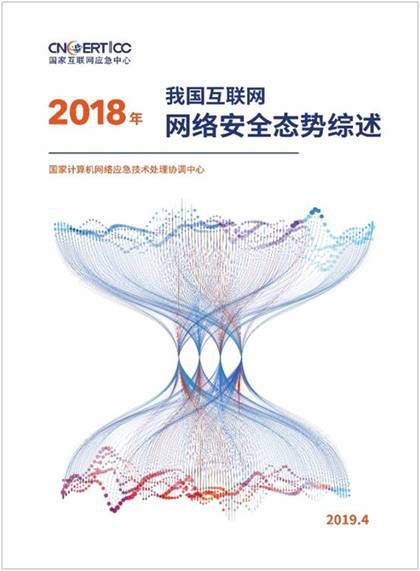 CNCERT/CC
国家互联网应急中心
2018年
我国互联网
网络安全态势综述
国家计算机网络应急技术处理协调中心
2019.4